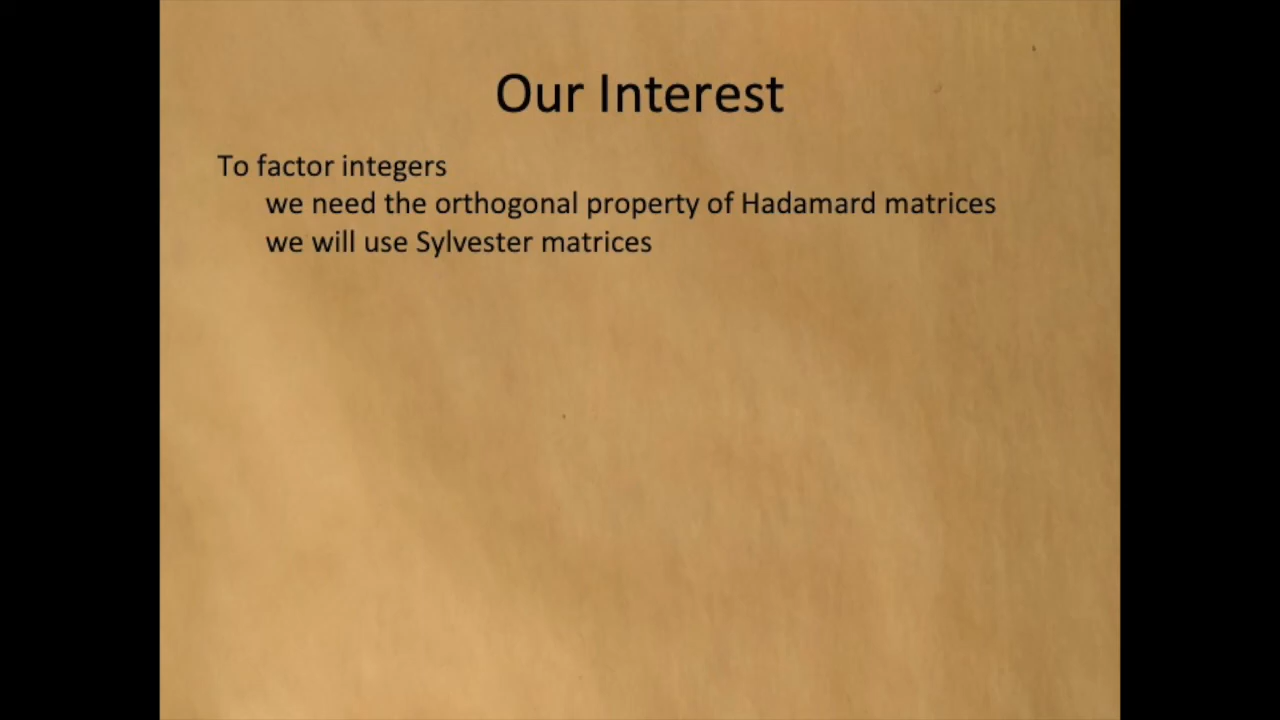 Our Interest
To factor integers
we need the orthogonal property of Hadamard matrices
we will use Sylvester matrices